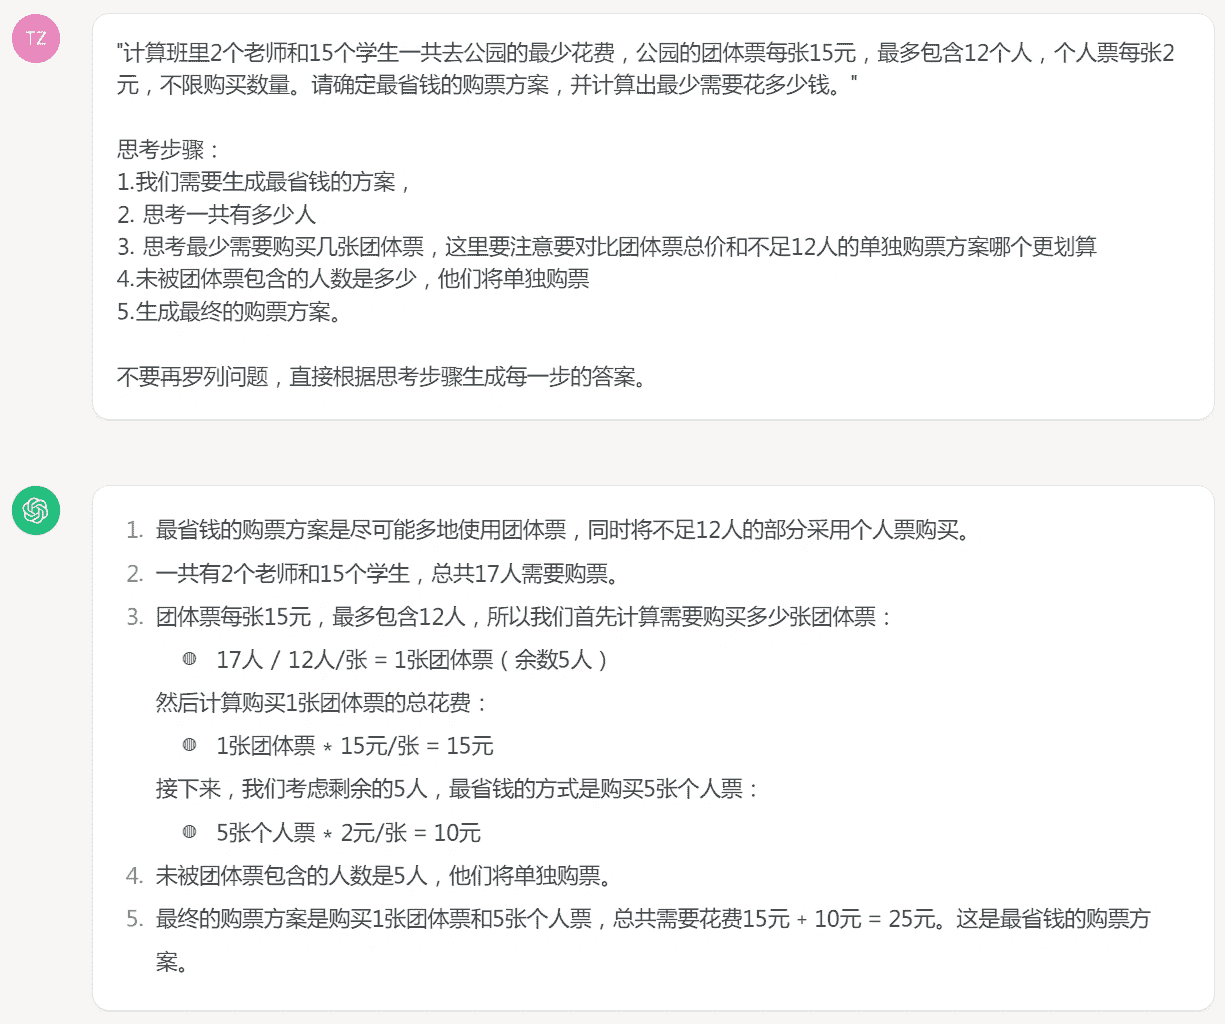 TZ
"计算班里2个老师和15个学生一共去公园的最少花费，公园的团体票每张15元，最多包含12个人，个人票每张2
元，不限购买数量。请确定最省钱的购票方案，并计算出最少需要花多少钱。"
思考步骤：
1.我们需要生成最省钱的方案，
2. 思考一共有多少人
3. 思考最少需要购买几张团体票，这里要注意要对比团体票总价和不足12人的单独购票方案哪个更划算
4.未被团体票包含的人数是多少，他们将单独购票
5.生成最终的购票方案。
不要再罗列问题，直接根据思考步骤生成每一步的答案。
1. 最省钱的购票方案是尽可能多地使用团体票，同时将不足12人的部分采用个人票购买。
2. 一共有2个老师和15个学生，总共17人需要购票。
3. 团体票每张15元，最多包含12人，所以我们首先计算需要购买多少张团体票：
17人 / 12人/张 = 1张团体票（余数5人）
然后计算购买1张团体票的总花费：
1张团体票 * 15元/张 = 15元
接下来，我们考虑剩余的5人，最省钱的方式是购买5张个人票：
5张个人票 * 2元/张 = 10元
4. 未被团体票包含的人数是5人，他们将单独购票。
5. 最终的购票方案是购买1张团体票和5张个人票，总共需要花费15元 + 10元 = 25元。这是最省钱的购票方
案。